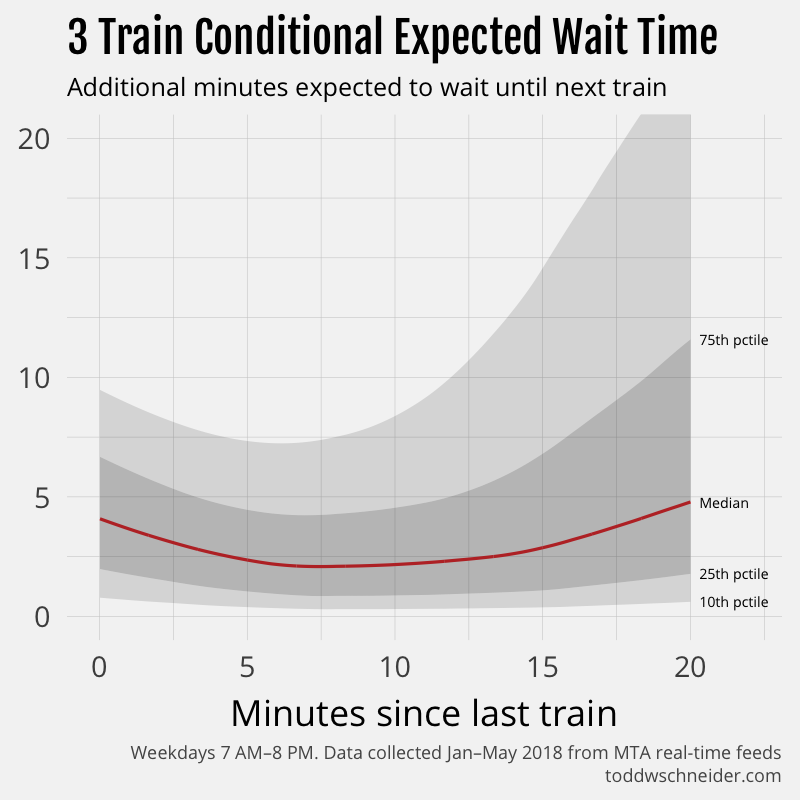 3 Train Conditional Expected Wait Time
Additional minutes expected to wait until next train
20
15
10
5
0
75th pctile
Median
25th pctile
10th pctile
0 5 10 15 20
Minutes since last train
Weekdays 7 AM–8 PM. Data collected Jan–May 2018 from MTA real-time feeds
toddwschneider.com